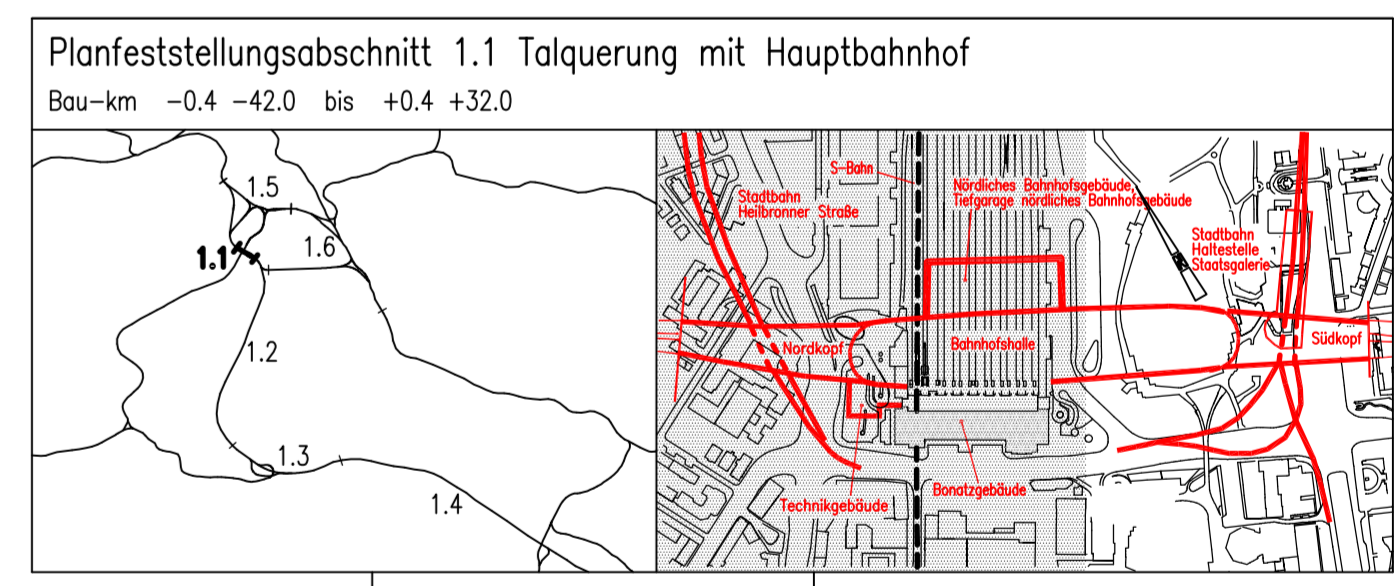 Planfeststellungsabschnitt 1.1 Talquerung mit Hauptbahnhof
Bau-km -0.4 -42.0 bis +0.4 +32.0
1.5
1.6
1.1
1.2
1.3
1.4
S-Bahn
Stadtbahn
Heilbronner Straße
Nördliches Bahnhofsgebäude,
Tiefgarage nördliches Bahnhofsgebäude
Stadtbahn
Haltestelle
Staatsgalerie
Nordkopf
Bahnhofshalle
Südkopf
Technikgebäude
Bonatzgebäude